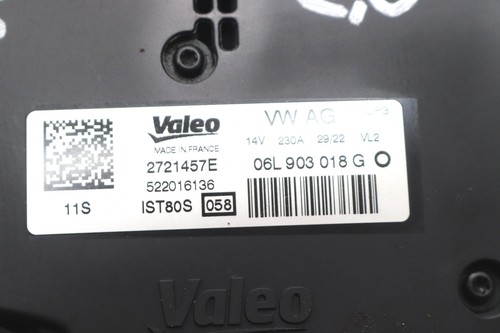 Valeo
MADE IN FRANCE
2721457E
522016136
11S
IST80S 058
VW AG
14V 230A 29/22 VL2
06L 903 018 G
Valeo